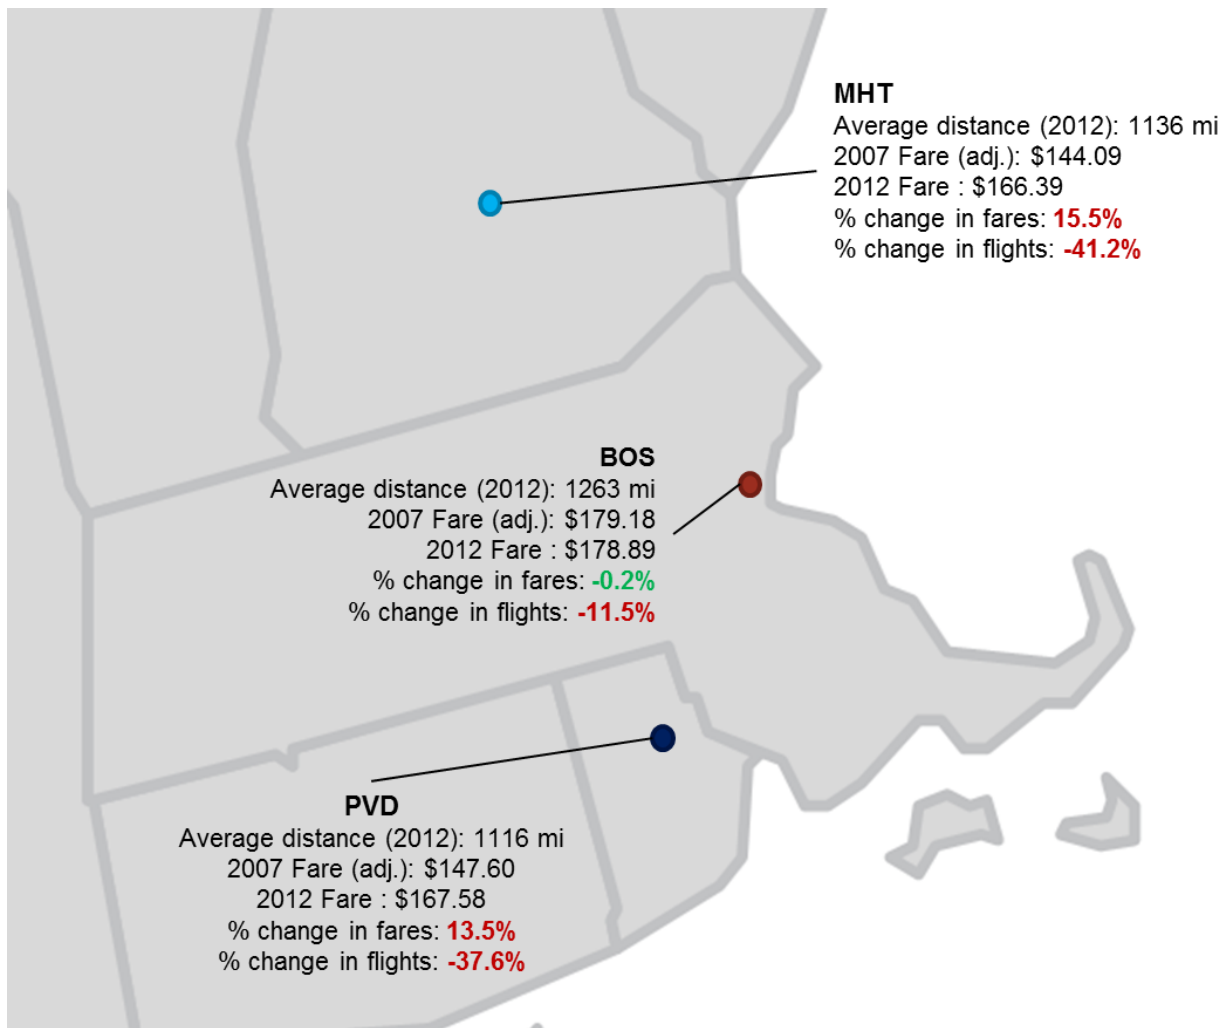 MHT
Average distance (2012): 1136 mi
2007 Fare (adj.): $144.09
2012 Fare : $166.39
% change in fares: 15.5%
% change in flights: -41.2%
BOS
Average distance (2012): 1263 mi
2007 Fare (adj.): $179.18
2012 Fare : $178.89
% change in fares: -0.2%
% change in flights: -11.5%
PVD
Average distance (2012): 1116 mi
2007 Fare (adj.): $147.60
2012 Fare : $167.58
% change in fares: 13.5%
% change in flights: -37.6%